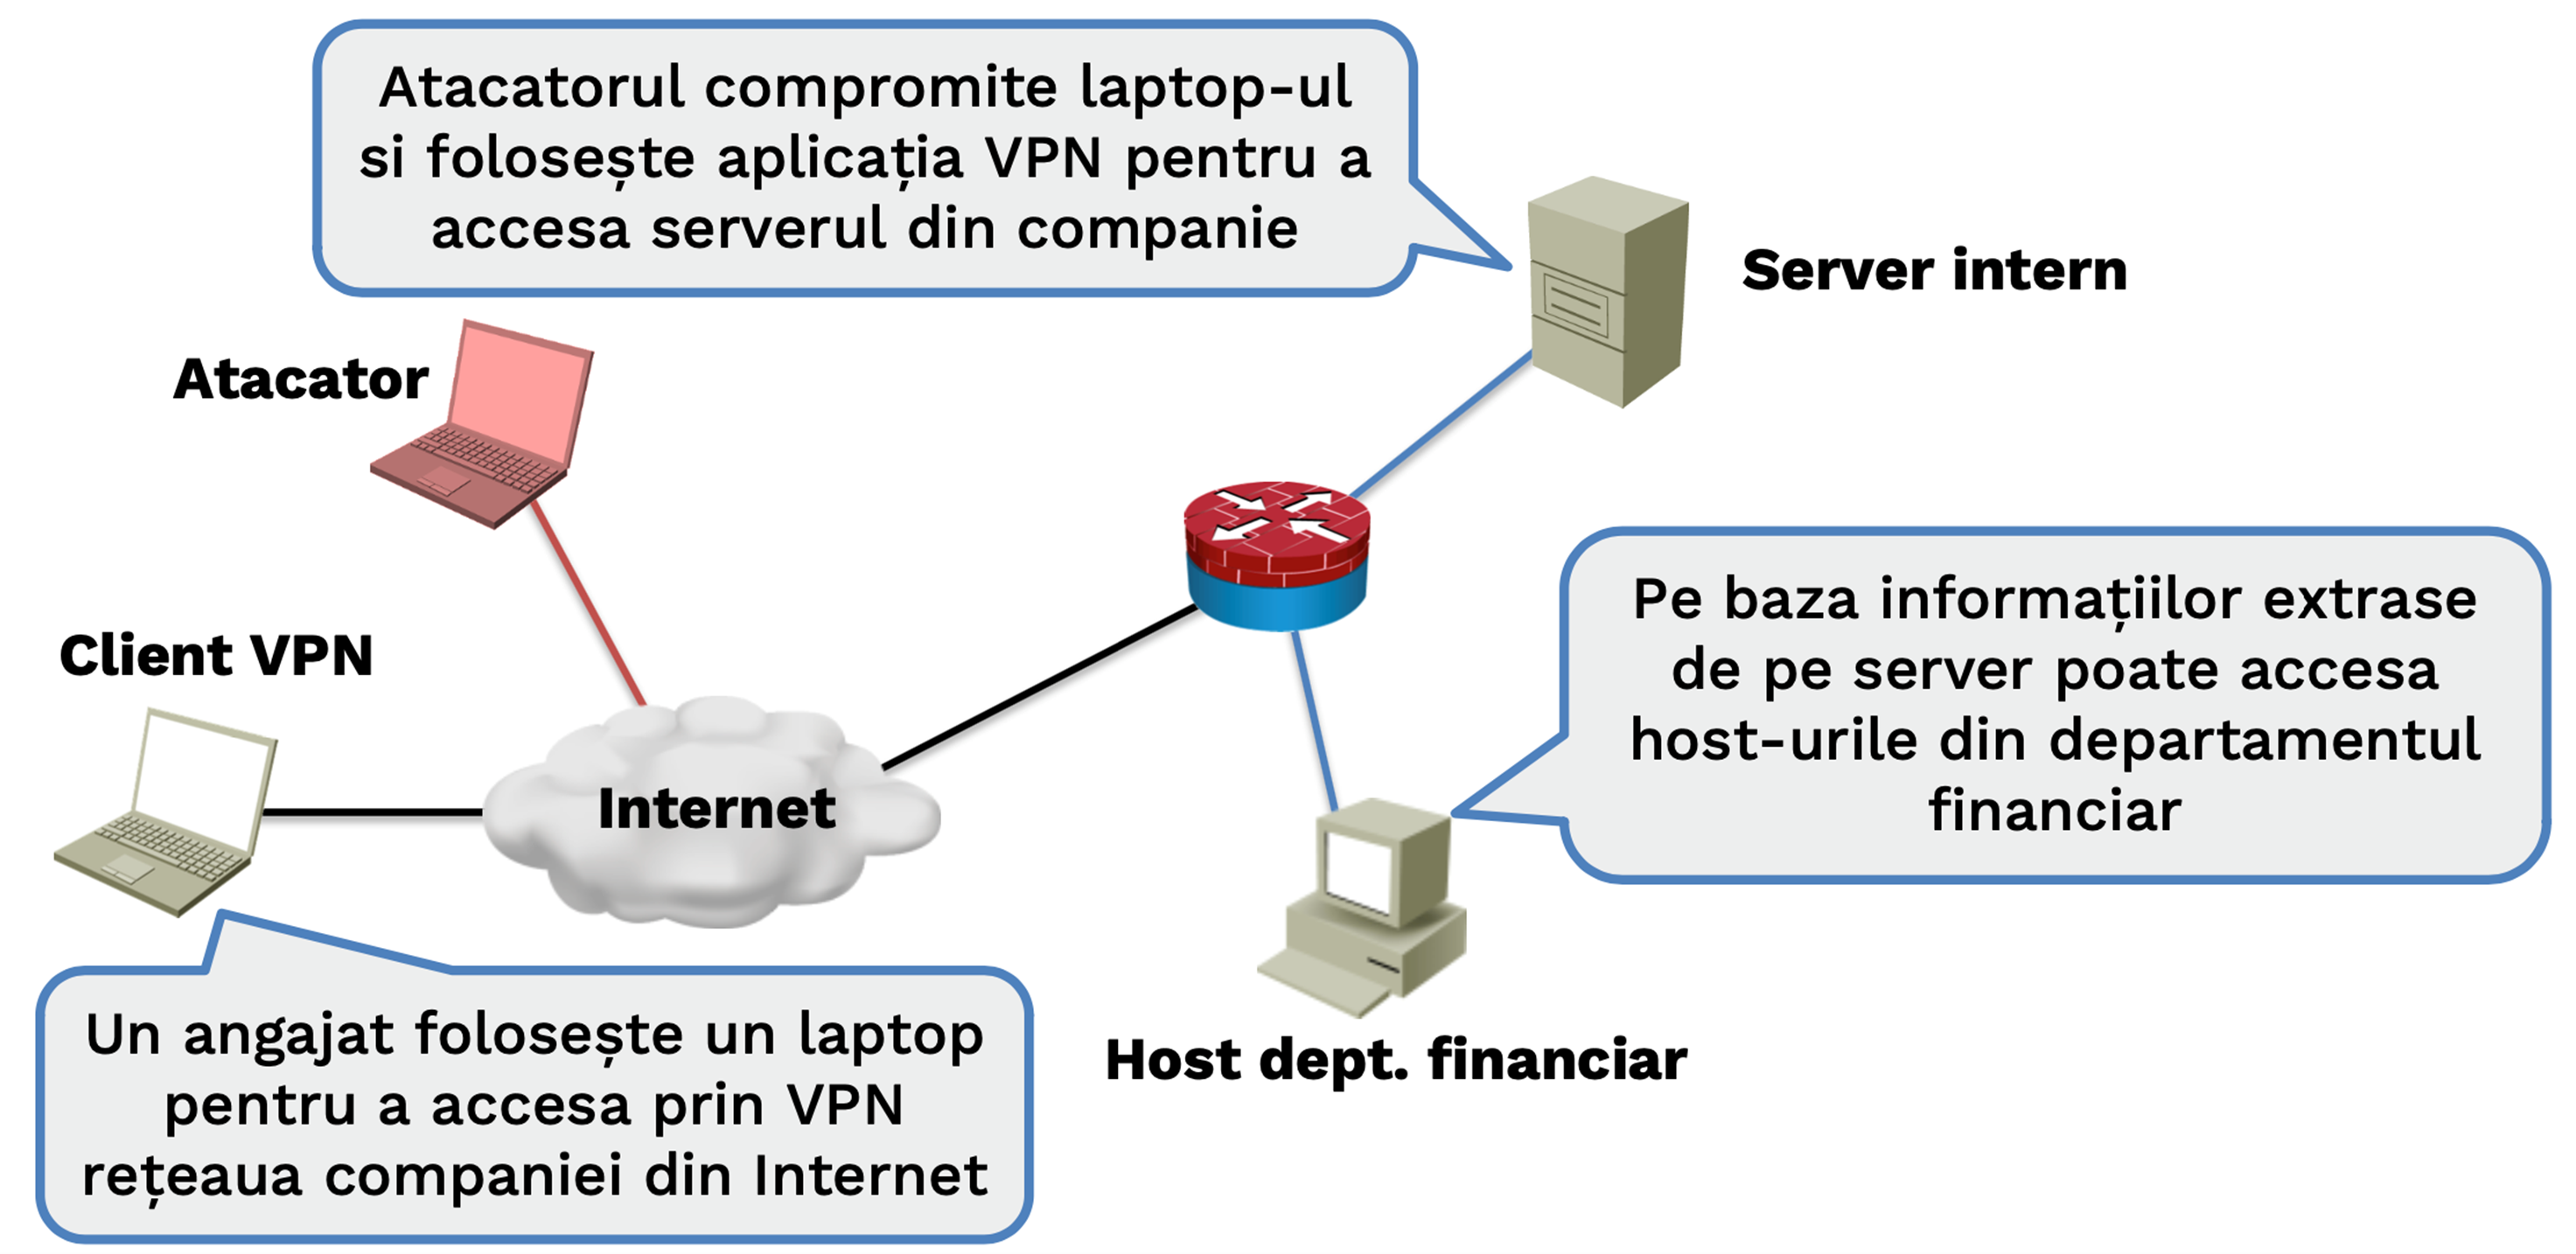 Atacatorul compromite laptop-ul
si folosește aplicația VPN pentru a
accesa serverul din companie
Server intern
Atacator
Client VPN
Pe baza informațiilor extrase
de pe server poate accesa
host-urile din departamentul
financiar
Internet
Host dept. financiar
Un angajat folosește un laptop
pentru a accesa prin VPN
rețeaua companiei din Internet